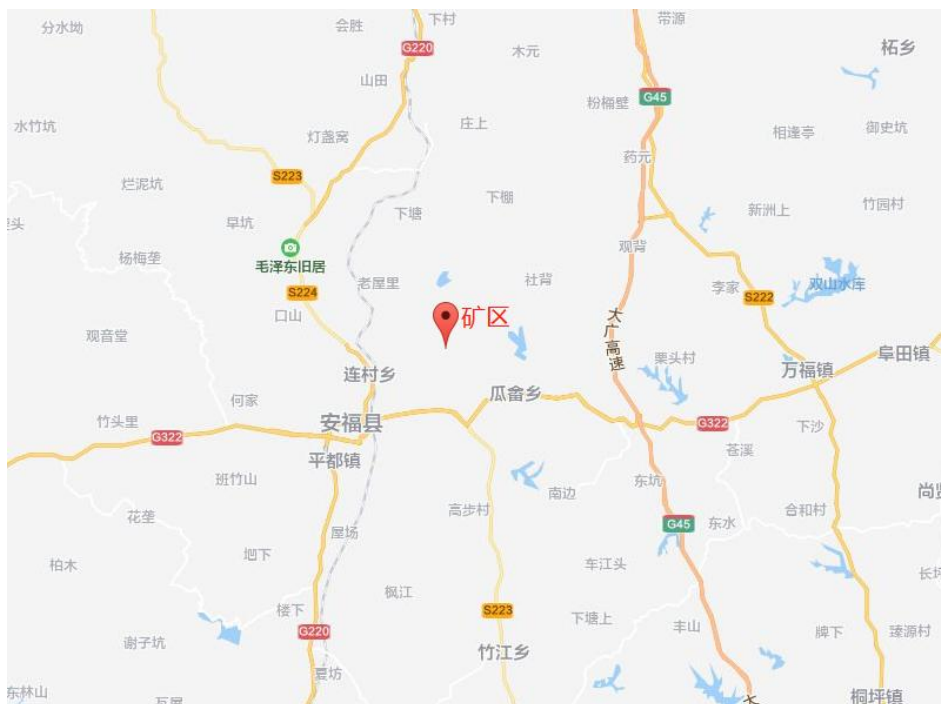 带源
下村
会胜
分水坳
G220
木元
柘乡
山田
G45
粉桶壁
庄上
水竹坑
灯盏窝
相逢亭
御史坑
药元
S223
烂泥坑
下棚
竹园村
下塘
新洲上
早坑
观背
杨梅垄
毛泽东旧居
老屋里
社背
李家
双山水库
S224
S222
口山
矿区
大广高速
观音堂
栗头村
阜田镇
万福镇
连村乡
瓜畲乡
何家
竹头里
安福县
G322
下沙
G322
苍溪
平都镇
班竹山
东坑
南边
尚贤
高步村
合和村
花垄
G45
东水
屋场
垇下
柏木
车江头
长坪
枫江
楼下
S223
下塘上
丰山
牌下
臻源村
G220
谢子坑
竹江乡
夏坊
东林山
桐坪镇